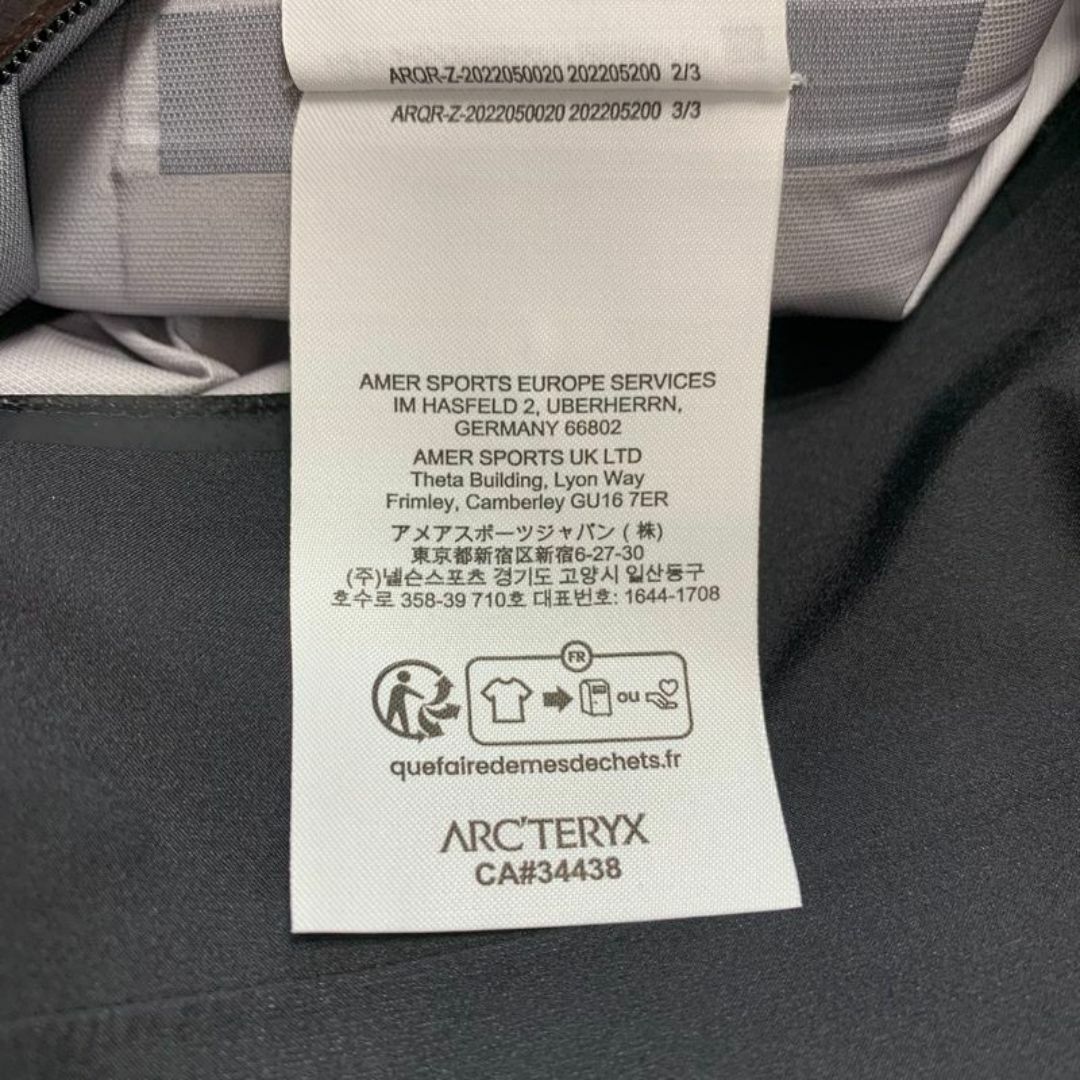 ARQR-Z-2022050020 202205200 2/3
ARQR-Z-2022050020 202205200 3/3
AMER SPORTS EUROPE SERVICES
IM HASFELD 2, UBERHERRN,
GERMANY 66802
AMER SPORTS UK LTD
Theta Building, Lyon Way
Frimley, Camberley GU16 7ER
アメアスポーツジャパン (株)
東京都新宿区新宿6-27-30
(주)넬슨스포츠 경기도 고양시 일산동구
호수로 358-39 710호 대표번호: 1644-1708
FR
ou
quefairedemesdechets.fr
ARC'TERYX
CA#34438